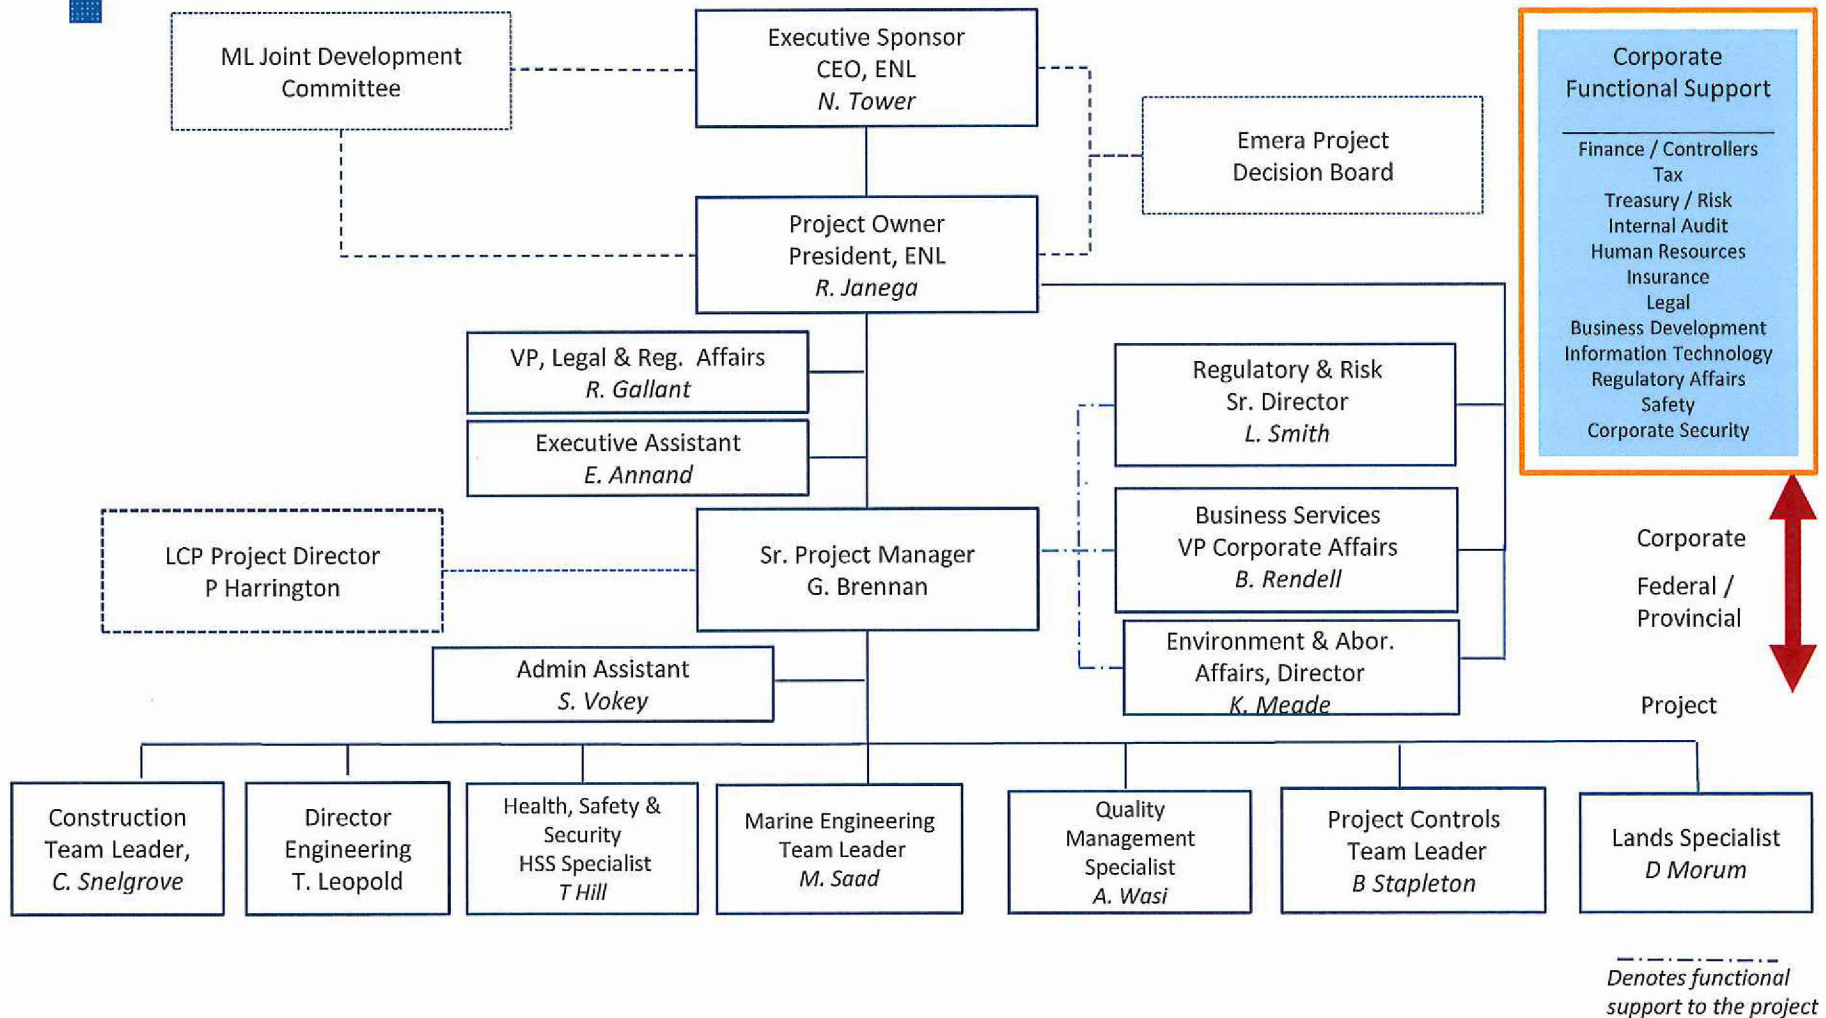 ML Joint Development
Committee
Executive Sponsor
CEO, ENL
N. Tower
Emera Project
Decision Board
Project Owner
President, ENL
R. Janega
VP, Legal & Reg. Affairs
R. Gallant
Executive Assistant
E. Annand
LCP Project Director
P Harrington
Sr. Project Manager
G. Brennan
Regulatory & Risk
Sr. Director
L. Smith
Business Services
VP Corporate Affairs
B. Rendell
Environment & Abor.
Affairs, Director
K. Meade
Admin Assistant
S. Vokey
Corporate
Functional Support
Finance / Controllers
Tax
Treasury / Risk
Internal Audit
Human Resources
Insurance
Legal
Business Development
Information Technology
Regulatory Affairs
Safety
Corporate Security
Corporate
Federal /
Provincial
Project
Construction
Team Leader,
C. Snelgrove
Director
Engineering
T. Leopold
Health, Safety &
Security
HSS Specialist
T Hill
Marine Engineering
Team Leader
M. Saad
Quality
Management
Specialist
A. Wasi
Project Controls
Team Leader
B Stapleton
Lands Specialist
D Morum
Denotes functional
support to the project